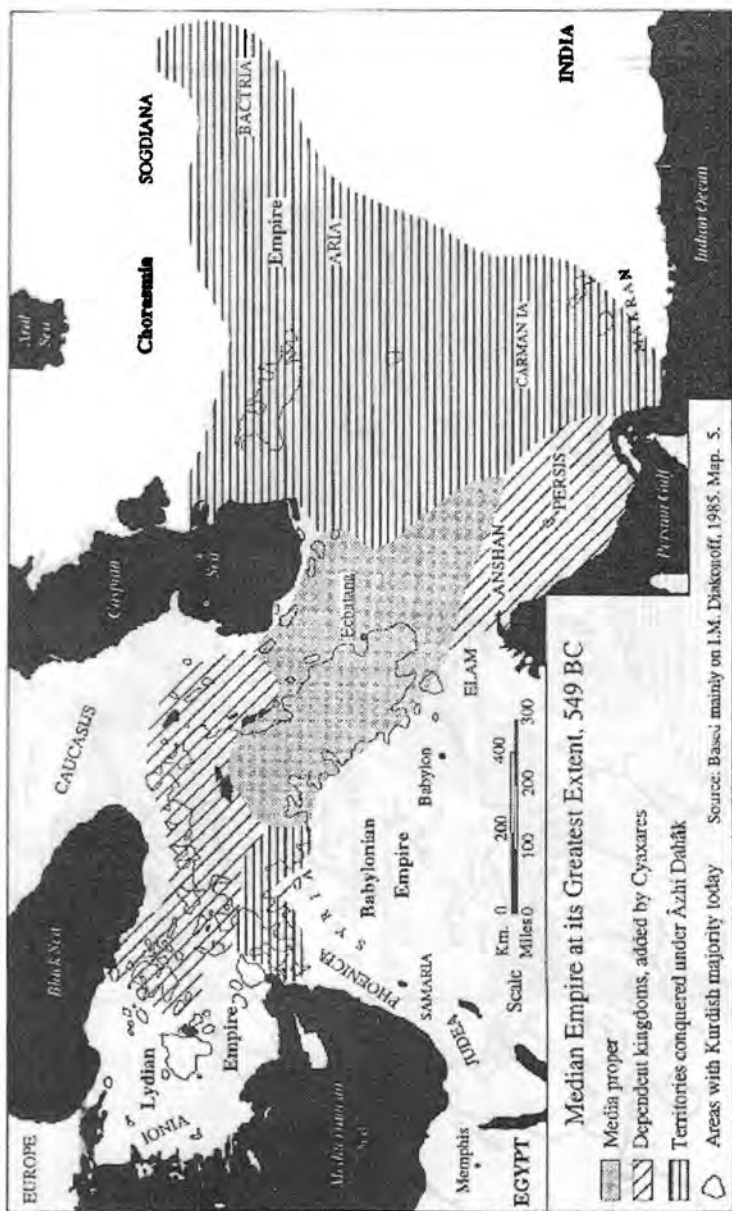 EUROPE
Black Sea
CAUCASUS
Caspian
Sea
Aral
Sea
Chorasmia
SOGDIANA
BACTRIA
Empire
ARIA
INDIA
IONIA
Lydian
Empire
Ecbatana
Mediterranean
Sea
SYRIA
PHOENICIA
Babylonian
Empire
Babylon
ELAM
ANSHAN
PERSIS
CARMANIA
MAKRAN
SAMARIA
JUDEA
Memphis
EGYPT
Persian Gulf
Indian Ocean
Scale
Km. 0 200 400
Miles 0 100 200 300
Median Empire at its Greatest Extent, 549 BC
Media proper
Dependent kingdoms, added by Cyaxares
Territories conquered under Âzhi Dahâk
Areas with Kurdish majority today Source: Based mainly on I.M. Diakonoff, 1985. Map. 5.